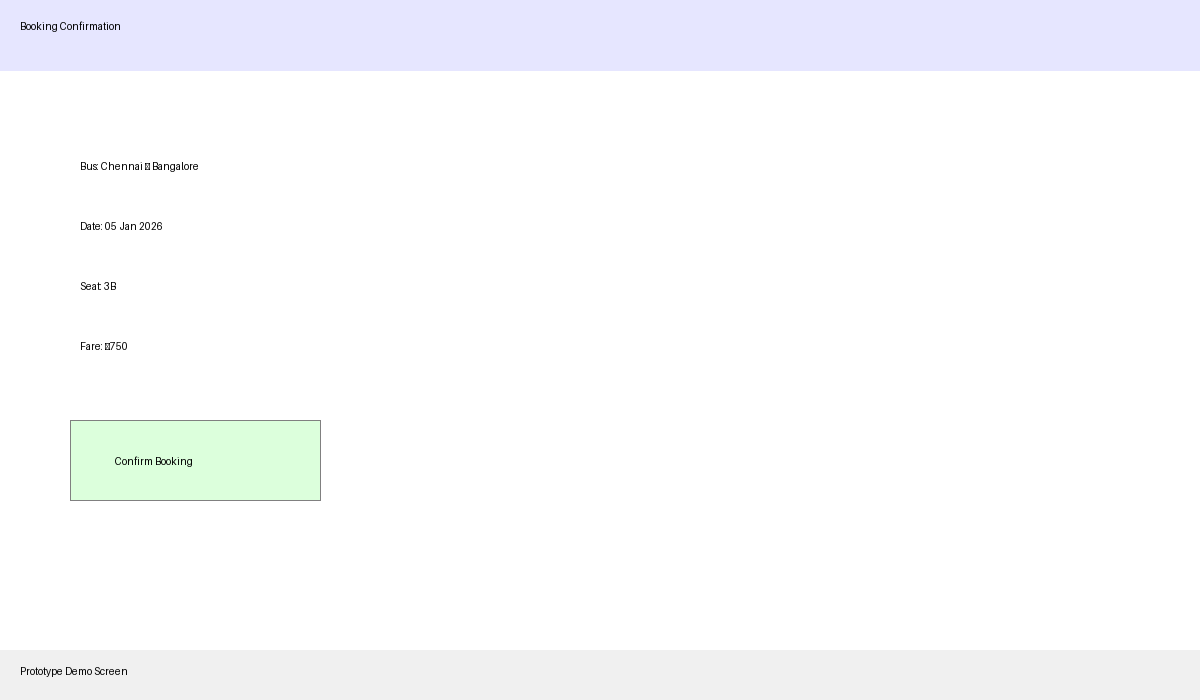 Booking Confirmation
Bus: Chennai Bangalore
Date: 05 Jan 2026
Seat: 3B
Fare: 750
Confirm Booking
Prototype Demo Screen